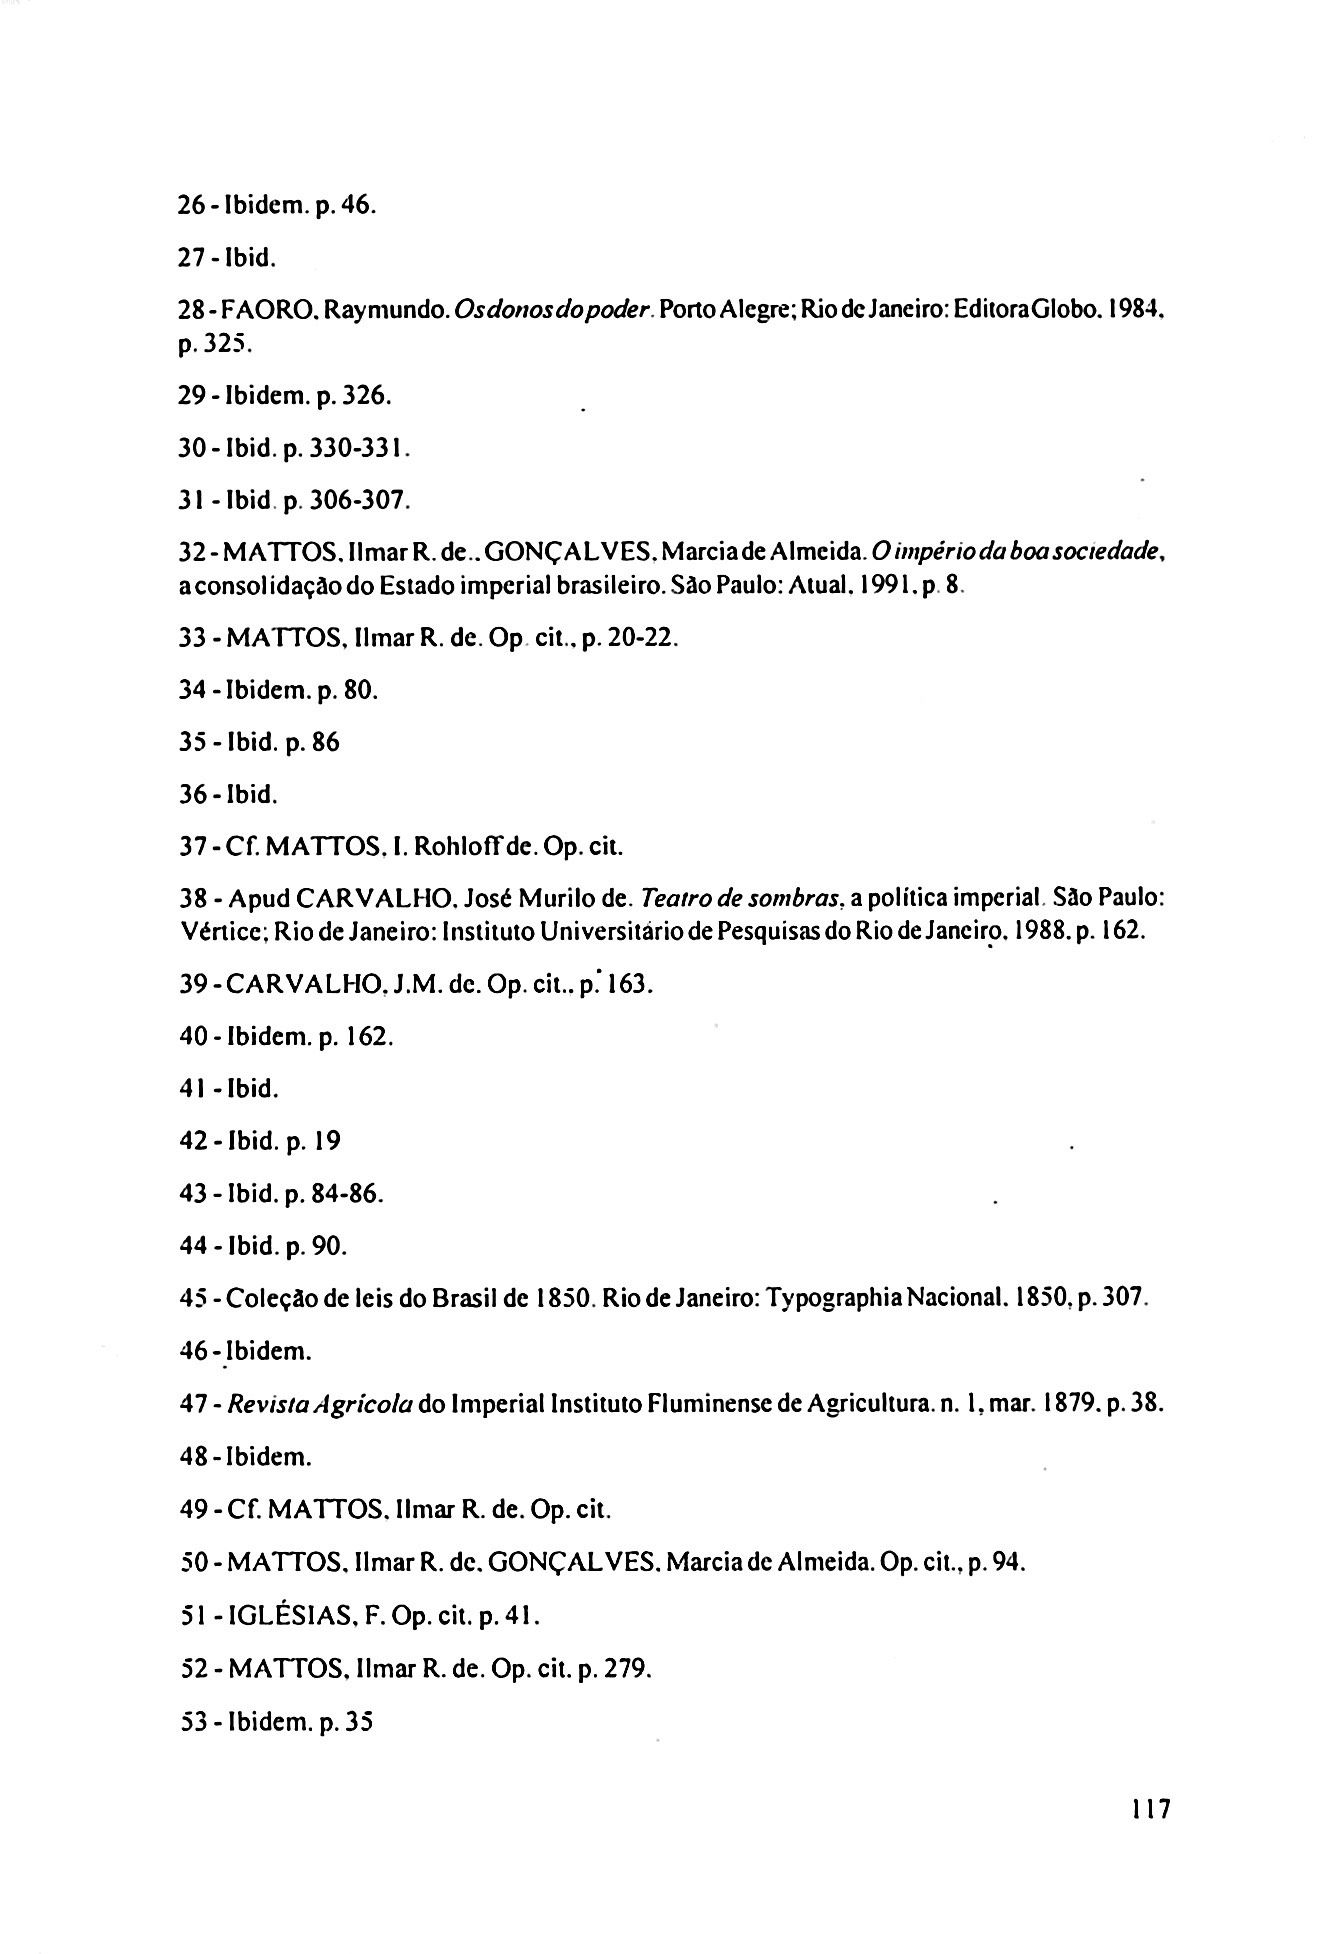 26 - Ibidem. p. 46.
27 - Ibid.
28 - FAORO. Raymundo. Os donos do poder. Porto Alegre; Rio de Janeiro: Editora Globo. 1984.
p. 325.
29 - Ibidem. p. 326.
30 - Ibid. p. 330-331.
31 - Ibid. p. 306-307.
32 - MATTOS. Ilmar R. de.. GONÇALVES. Marcia de Almeida. O império da boa sociedade,
a consolidação do Estado imperial brasileiro. São Paulo: Atual. 1991. p. 8.
33 - MATTOS, Ilmar R. de. Op. cit., p. 20-22.
34 - Ibidem. p. 80.
35 - Ibid. p. 86
36 - Ibid.
37 - Cf. MATTOS. I. Rohloff de. Op. cit.
38 - Apud CARVALHO. José Murilo de. Teatro de sombras, a política imperial. São Paulo:
Vértice; Rio de Janeiro: Instituto Universitário de Pesquisas do Rio de Janeiro. 1988. p. 162.
39 - CARVALHO. J.M. de. Op. cit.. p. 163.
40 - Ibidem. p. 162.
41 - Ibid.
42 - Ibid. p. 19
43 - Ibid. p. 84-86.
44 - Ibid. p. 90.
45 - Coleção de leis do Brasil de 1850. Rio de Janeiro: Typographia Nacional. 1850, p. 307.
46 - Ibidem.
47 - Revista Agrícola do Imperial Instituto Fluminense de Agricultura. n. 1, mar. 1879. p. 38.
48 - Ibidem.
49 - Cf. MATTOS. Ilmar R. de. Op. cit.
50 - MATTOS. Ilmar R. de. GONÇALVES. Marcia de Almeida. Op. cit., p. 94.
51 - IGLÉSIAS, F. Op. cit. p. 41.
52 - MATTOS, Ilmar R. de. Op. cit. p. 279.
53 - Ibidem. p. 35
117